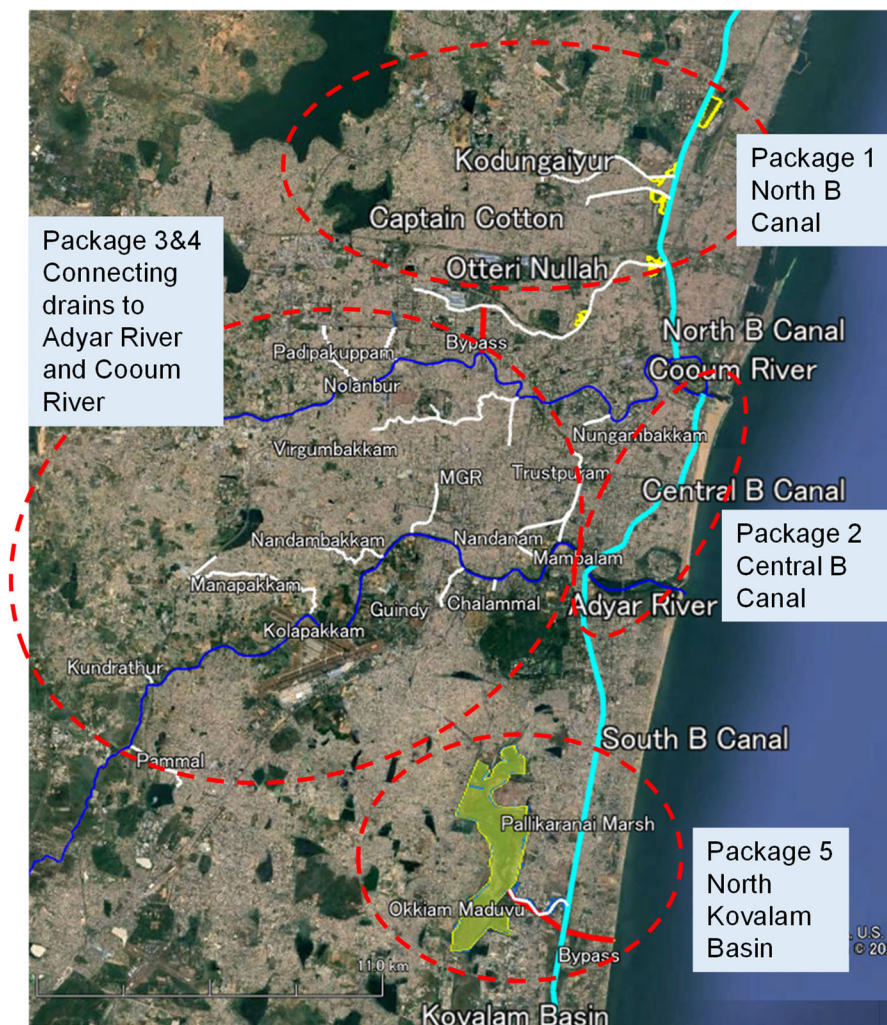 Kodungaiyur
Package 1
North B
Canal
Captain Cotton
Package 3&4
Connecting
drains to
Adyar River
and Cooum
River
Otteri Nullah
North B Canal
Bypass
Padipakuppam
Cooum River
Nolanbur
Nungambakkam
Virgumbakkam
MGR
Trustpuram
Central B Canal
Package 2
Central B
Canal
Nandambakkam
Nandanam
Mambalam
Manapakkam
Guindy
Chalammal
Adyar River
Kolapakkam
Kundrathur
South B Canal
Pammal
Pallikaranai Marsh
Package 5
North
Kovalam
Basin
Okkiam Maduvu
U.S.
© 20
Bypass
11.0 km
Kovalam Basin